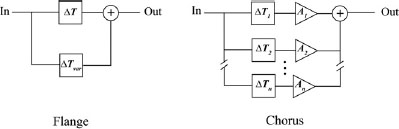 In ΔT + Out
ΔT_var
Flange
In ΔT_1 A_1 + Out
ΔT_2 A_2
ΔT_n A_n
Chorus